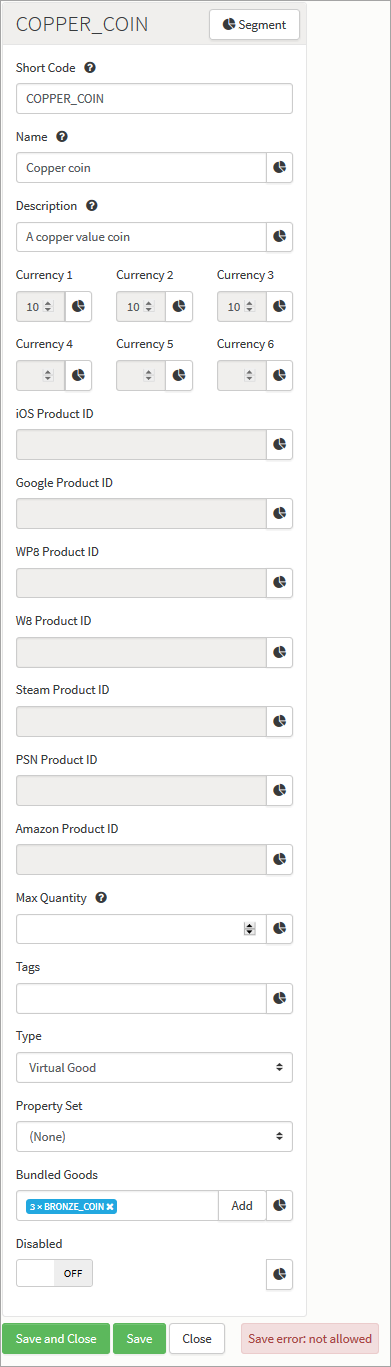 COPPER_COIN Segment
Short Code
COPPER_COIN
Name
Copper coin
Description
A copper value coin
Currency 1 Currency 2 Currency 3
10 10 10
Currency 4 Currency 5 Currency 6
iOS Product ID
Google Product ID
WP8 Product ID
W8 Product ID
Steam Product ID
PSN Product ID
Amazon Product ID
Max Quantity
Tags
Type
Virtual Good
Property Set
(None)
Bundled Goods
3 × BRONZE_COIN ✖ Add
Disabled
OFF
Save and Close Save Close Save error: not allowed